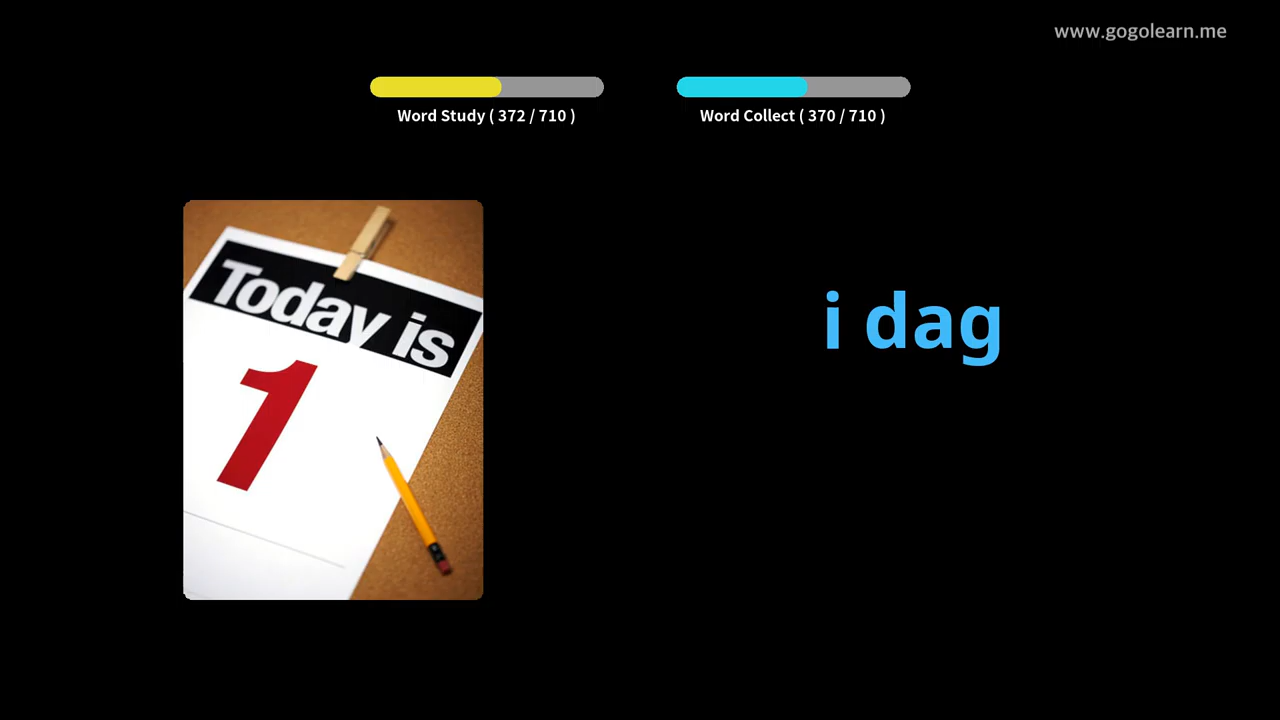 www.gogolearn.me
Word Study ( 372 / 710 )
Word Collect ( 370 / 710 )
Today is
1
i dag